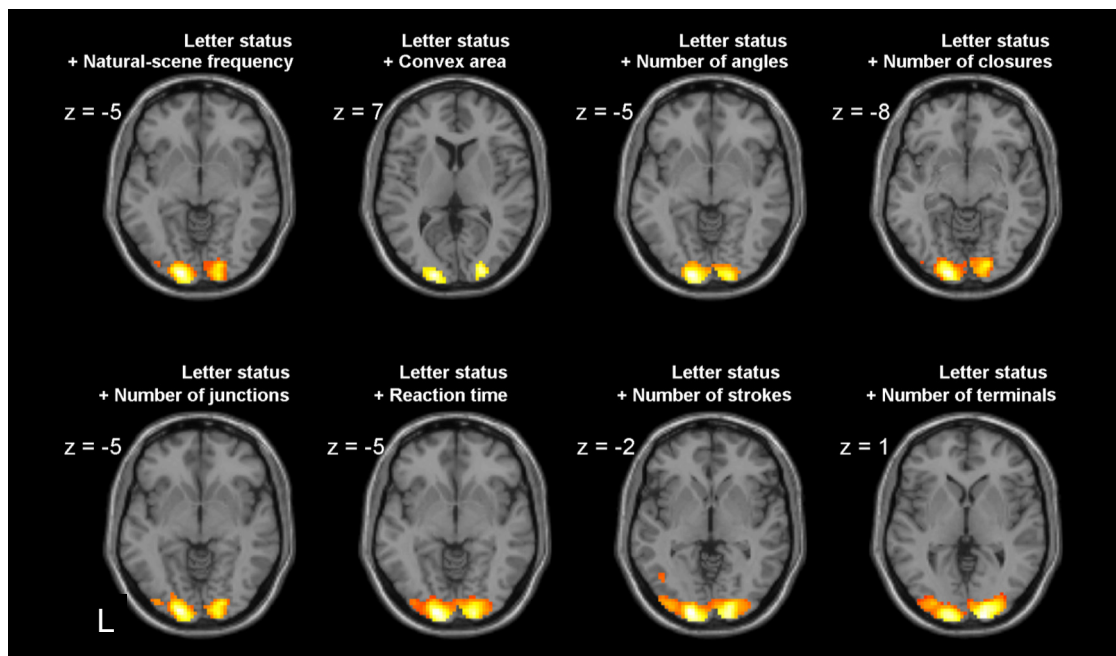 Letter status
+ Natural-scene frequency
z = -5
Letter status
+ Convex area
z = 7
Letter status
+ Number of angles
z = -5
Letter status
+ Number of closures
z = -8
Letter status
+ Number of junctions
z = -5
L
Letter status
+ Reaction time
z = -5
Letter status
+ Number of strokes
z = -2
Letter status
+ Number of terminals
z = 1